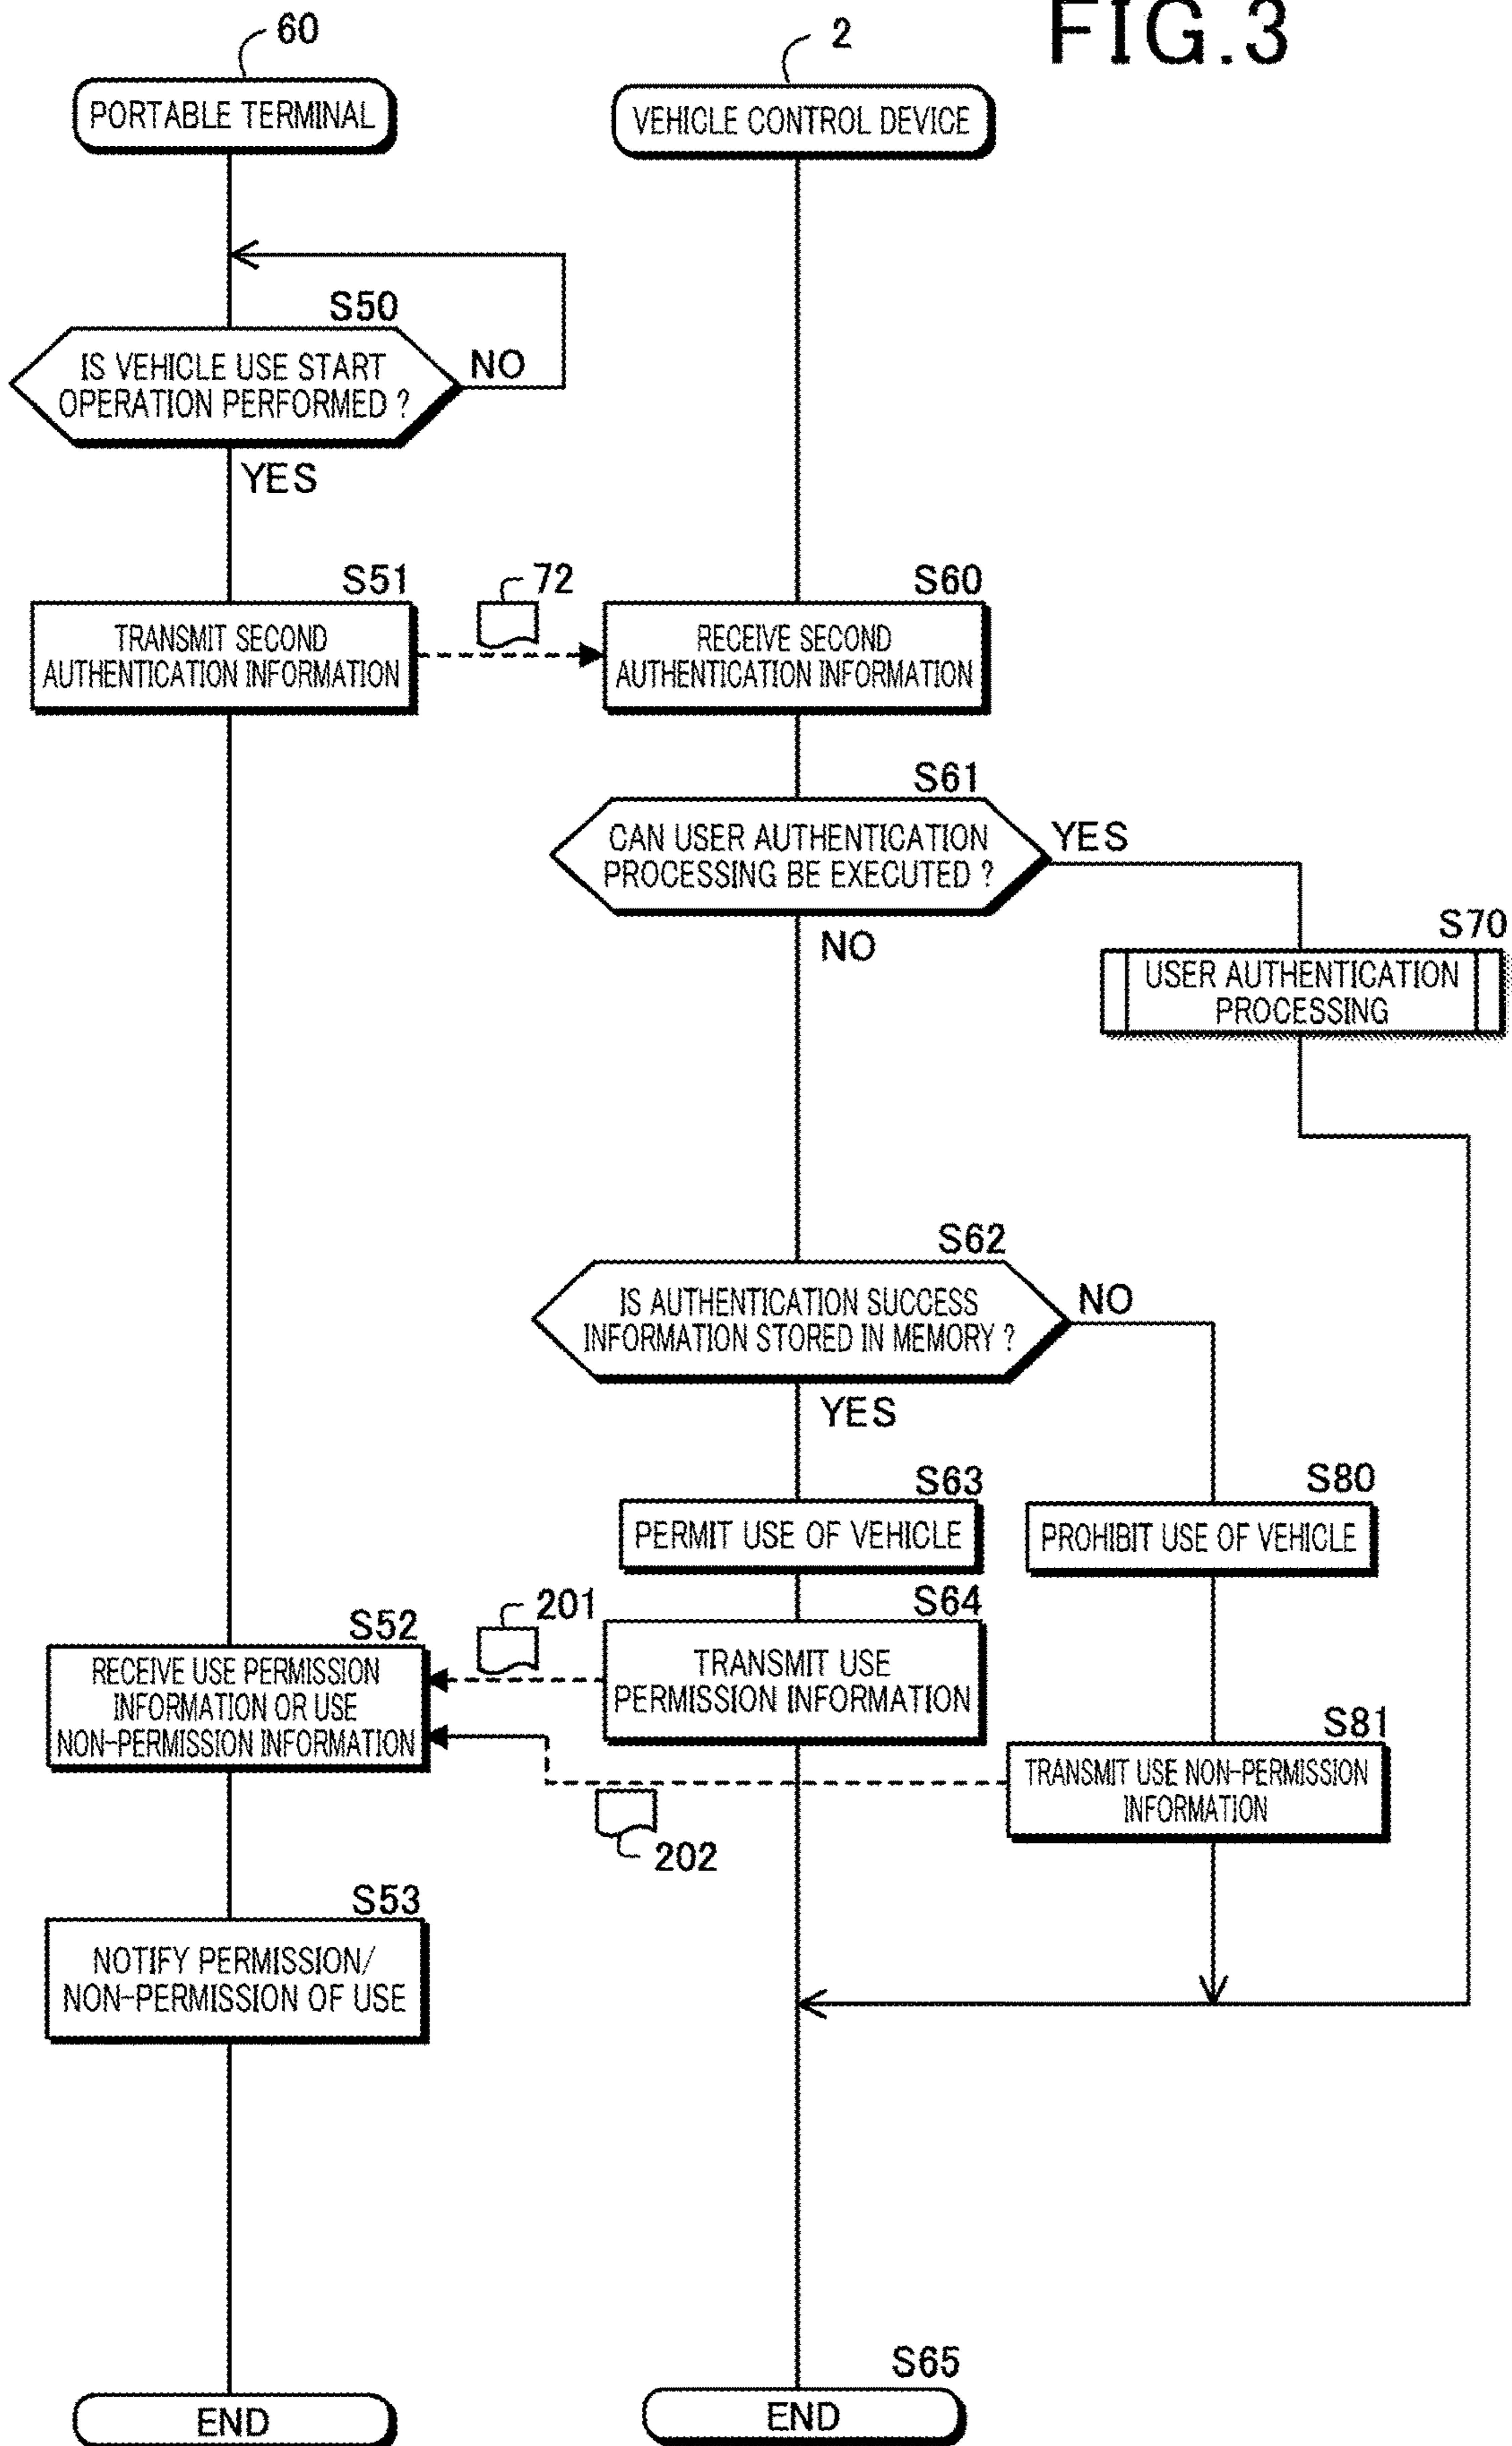 FIG.3
60
2
PORTABLE TERMINAL
VEHICLE CONTROL DEVICE
S50
IS VEHICLE USE START
OPERATION PERFORMED ?
NO
YES
S51
72
S60
TRANSMIT SECOND
AUTHENTICATION INFORMATION
RECEIVE SECOND
AUTHENTICATION INFORMATION
S61
CAN USER AUTHENTICATION
PROCESSING BE EXECUTED ?
YES
NO
S70
USER AUTHENTICATION
PROCESSING
S62
IS AUTHENTICATION SUCCESS
INFORMATION STORED IN MEMORY ?
NO
YES
S63
PERMIT USE OF VEHICLE
S80
PROHIBIT USE OF VEHICLE
S52
201
S64
RECEIVE USE PERMISSION
INFORMATION OR USE
NON-PERMISSION INFORMATION
TRANSMIT USE
PERMISSION INFORMATION
S81
TRANSMIT USE NON-PERMISSION
INFORMATION
202
S53
NOTIFY PERMISSION/
NON-PERMISSION OF USE
S65
END
END